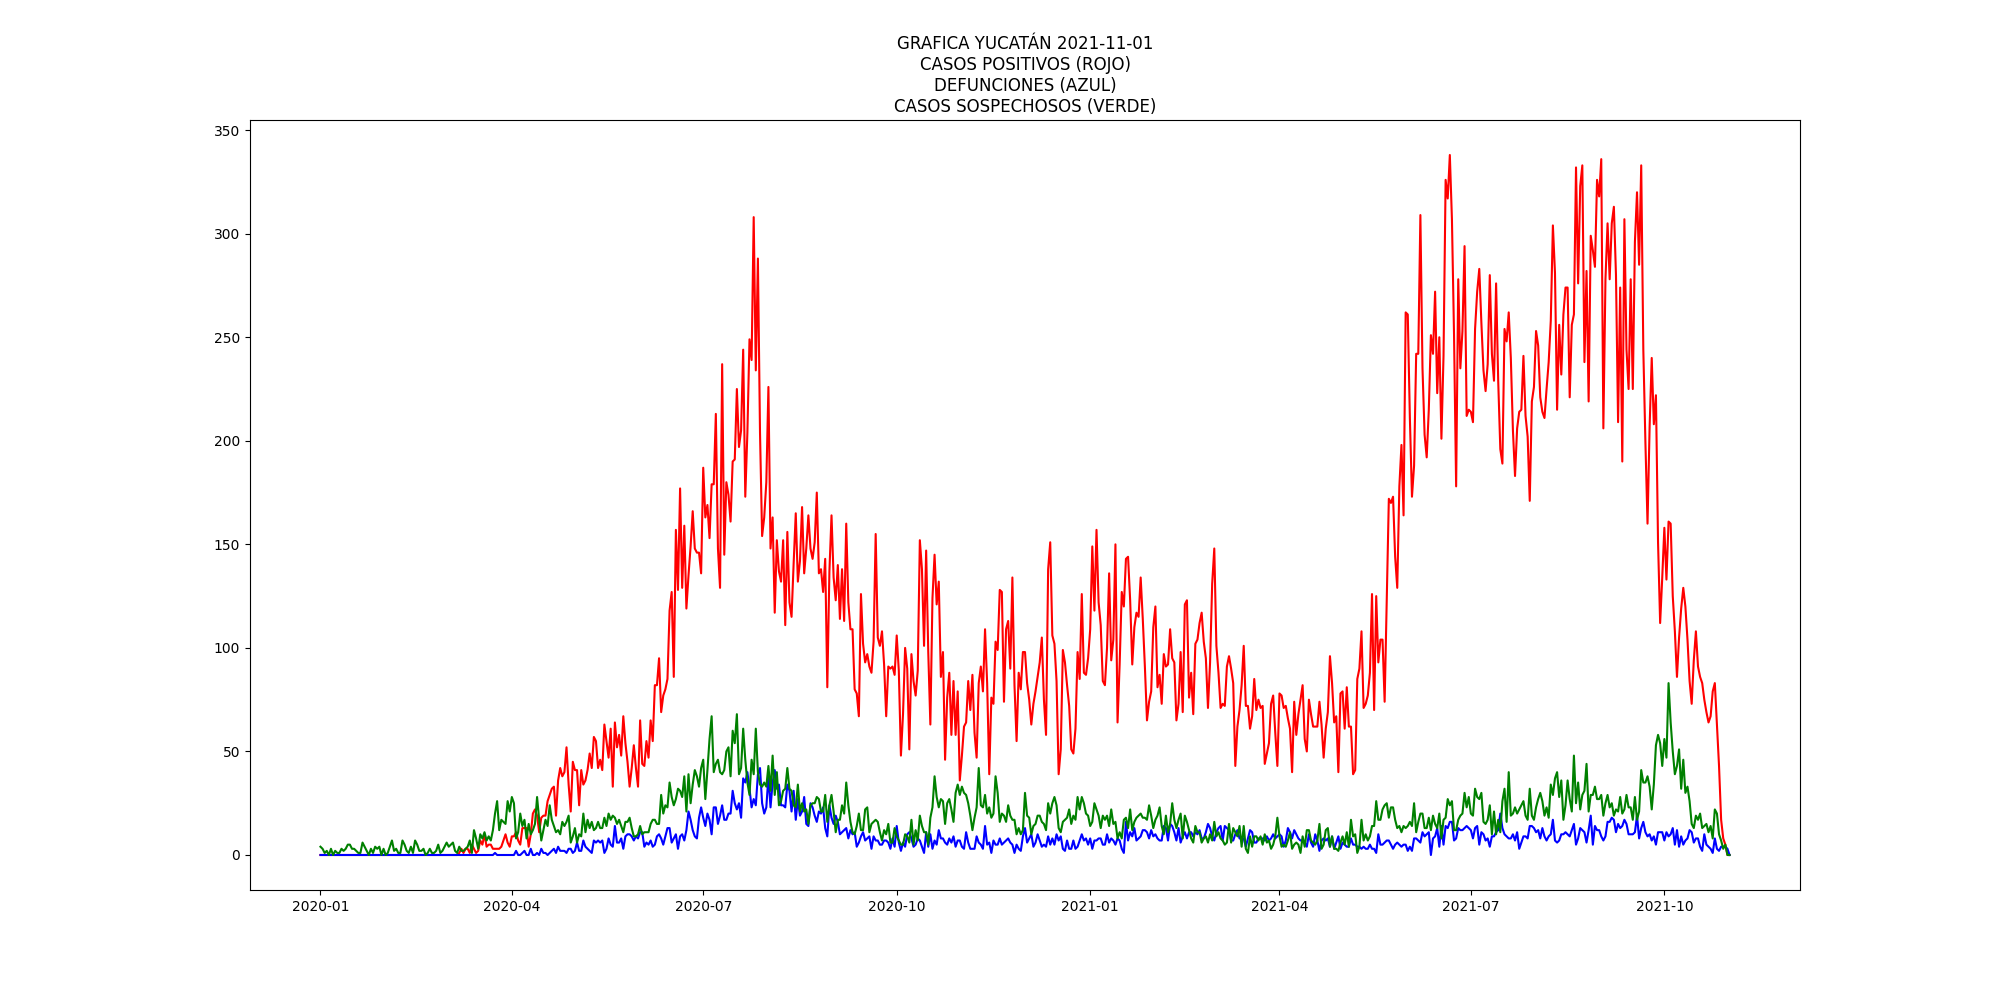 GRAFICA YUCATÁN 2021-11-01
CASOS POSITIVOS (ROJO)
DEFUNCIONES (AZUL)
CASOS SOSPECHOSOS (VERDE)
350
300
250
200
150
100
50
0
2020-01 2020-04 2020-07 2020-10 2021-01 2021-04 2021-07 2021-10